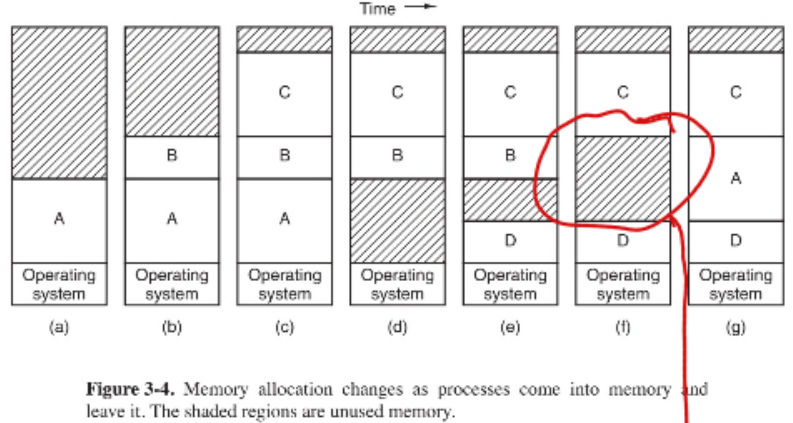 Time
C C C C C
B B B
A
A A A
D D D
Operating system Operating system Operating system Operating system Operating system Operating system Operating system
(a) (b) (c) (d) (e) (f) (g)
Figure 3-4. Memory allocation changes as processes come into memory and
leave it. The shaded regions are unused memory.